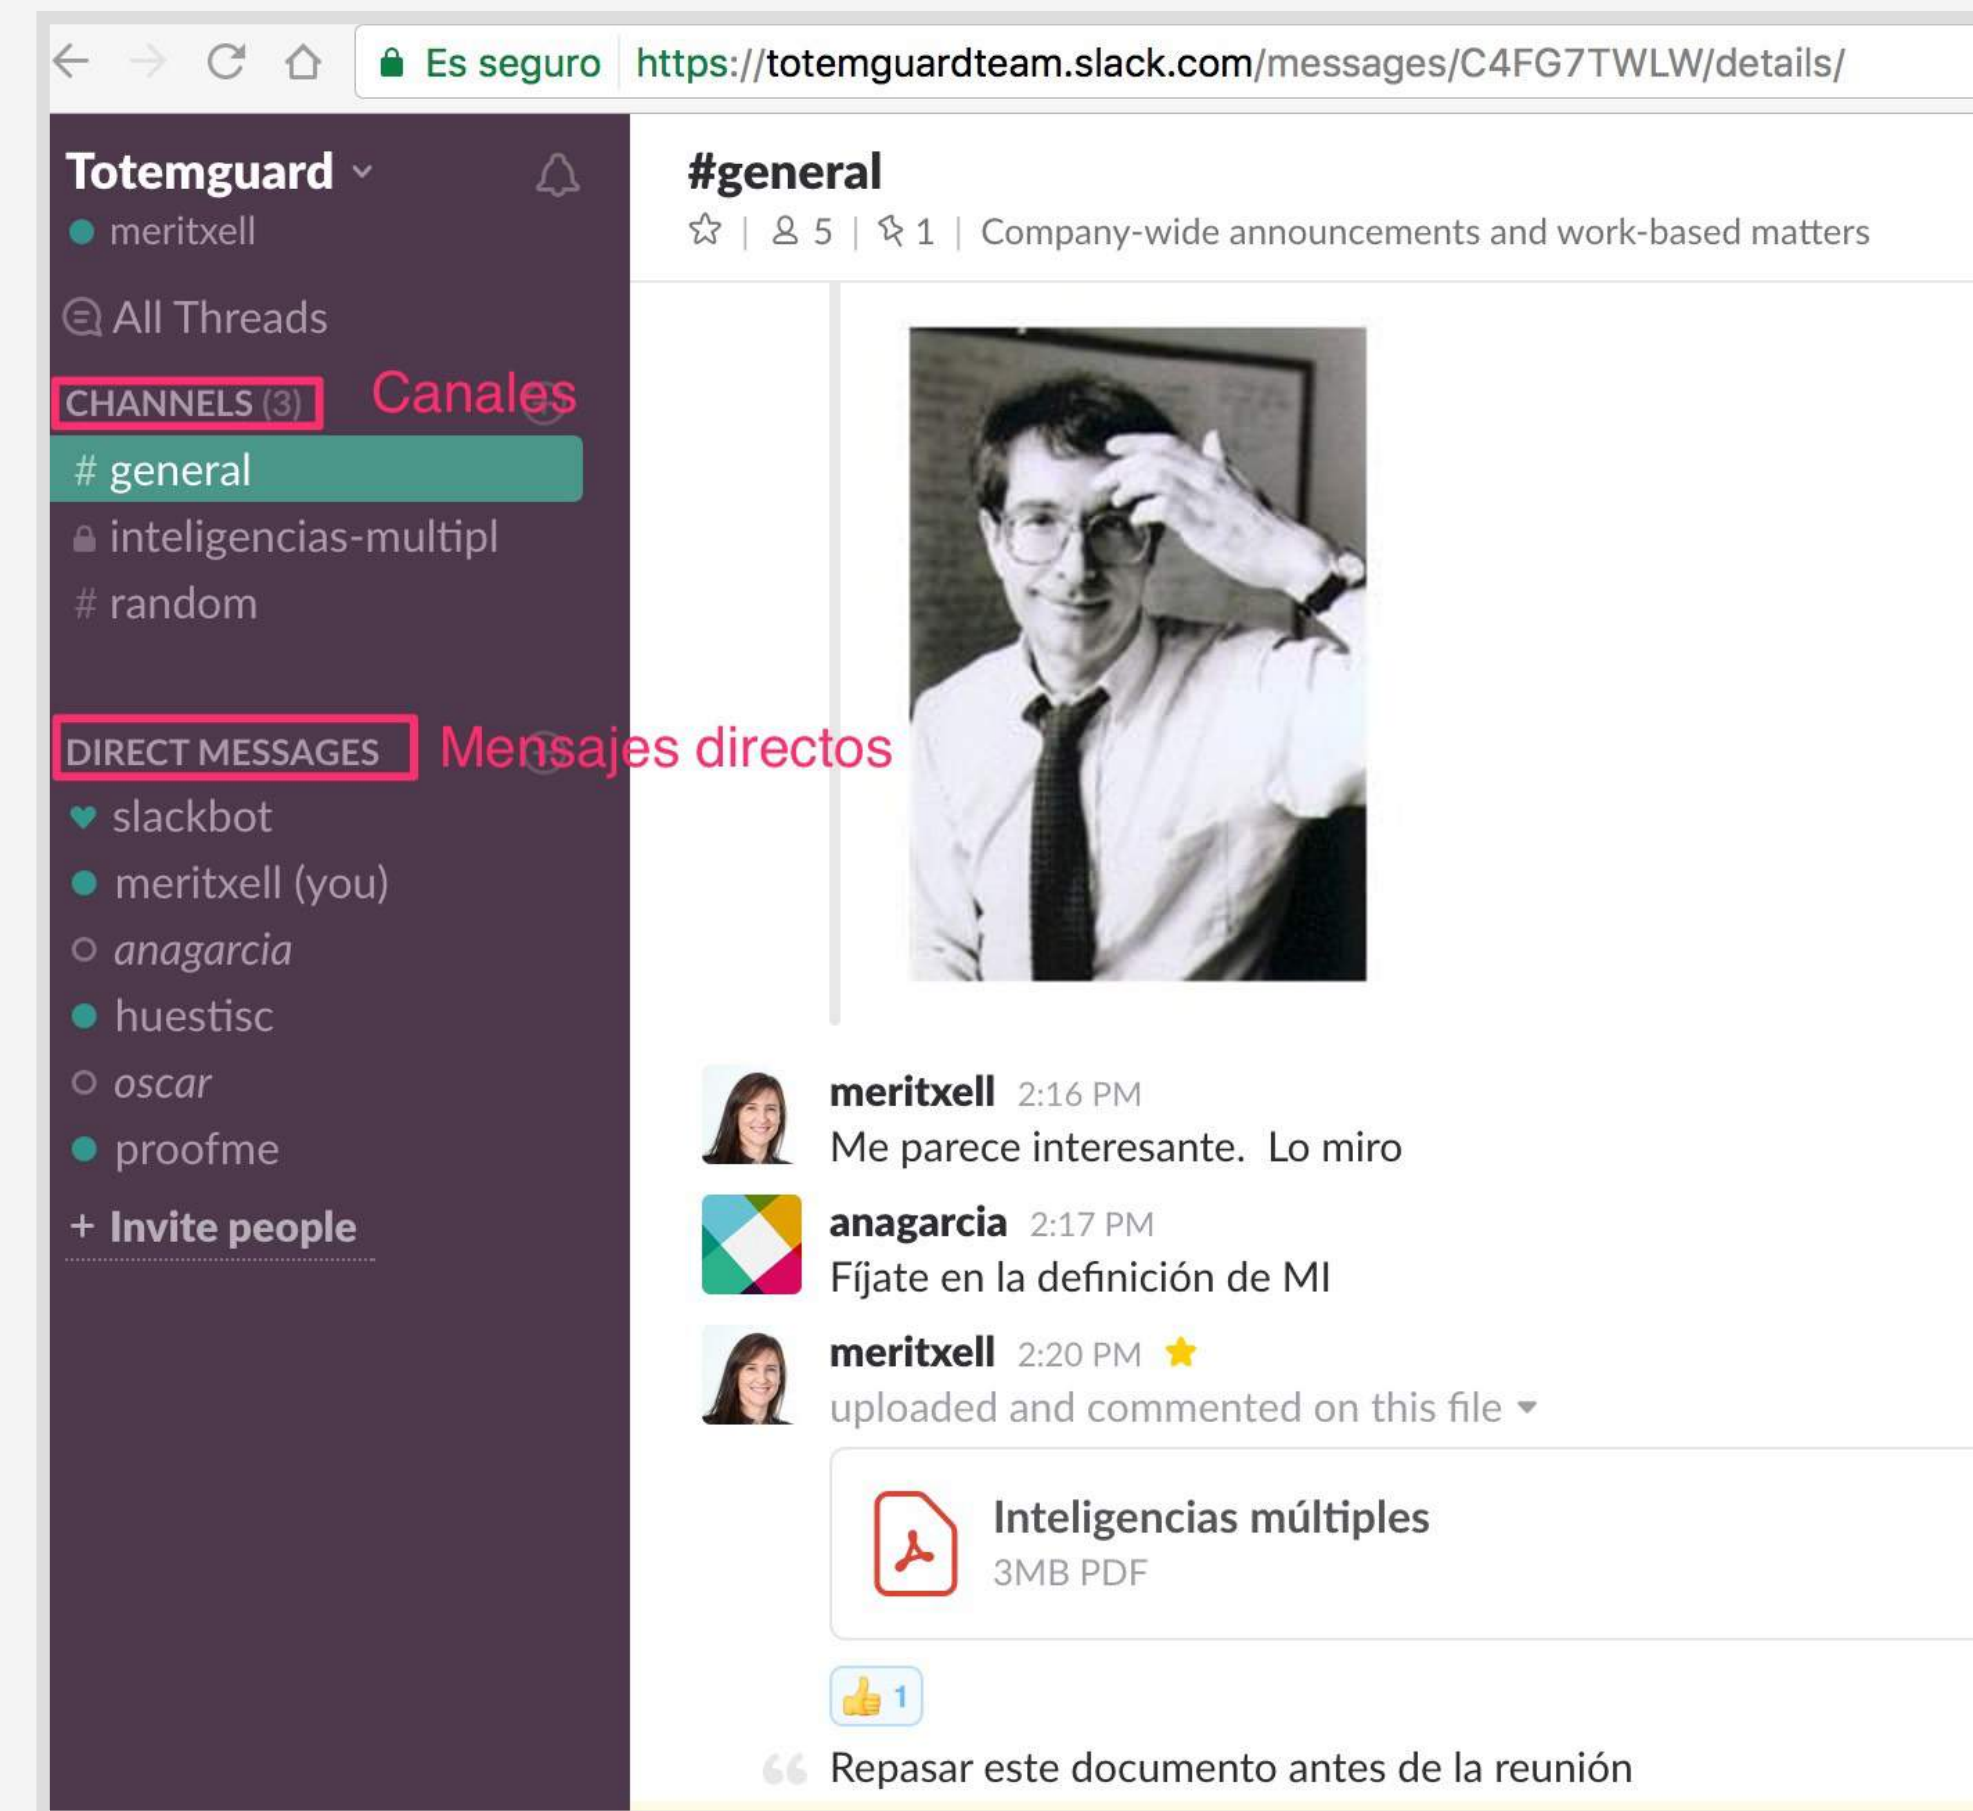 Es seguro https://totemguardteam.slack.com/messages/C4FG7TWLW/details/
Totemguard
meritxell
All Threads
CHANNELS (3) Canales
# general
inteligencias-multipl
# random
DIRECT MESSAGES Mensajes directos
slackbot
meritxell (you)
anagarcia
huestisc
oscar
proofme
+ Invite people
#general
5 | 1 | Company-wide announcements and work-based matters
meritxell 2:16 PM
Me parece interesante. Lo miro
anagarcia 2:17 PM
Fíjate en la definición de MI
meritxell 2:20 PM
uploaded and commented on this file
Inteligencias múltiples
3MB PDF
1
Repasar este documento antes de la reunión